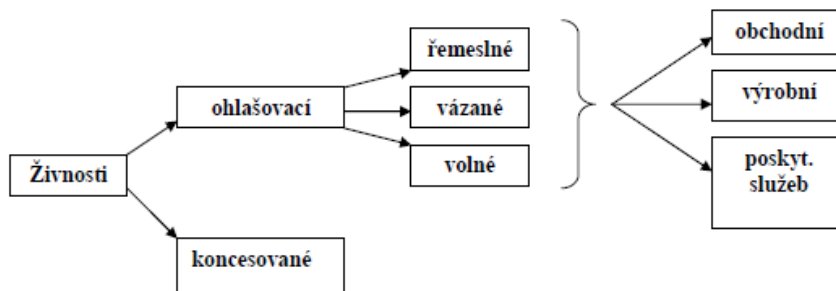 Živnosti
ohlašovací
koncesované
řemeslné
vázané
volné
obchodní
výrobní
poskyt.
služeb